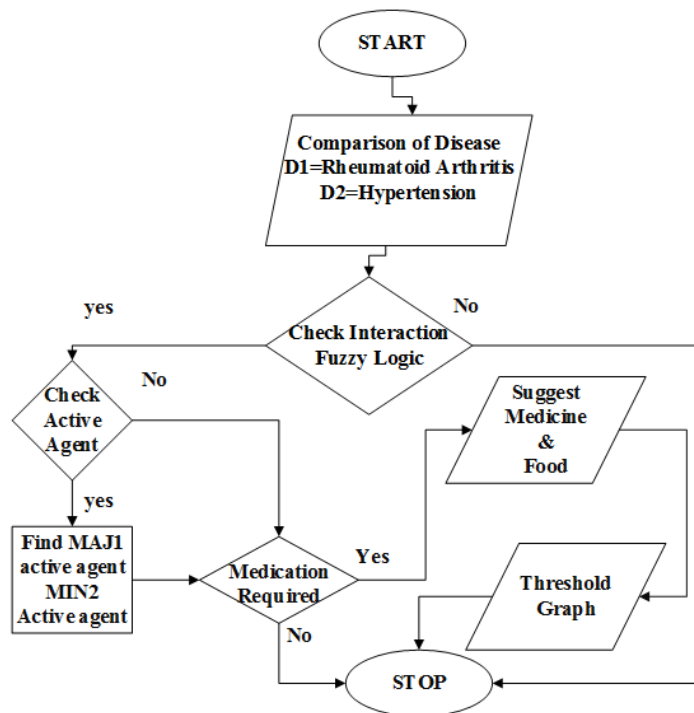 START
Comparison of Disease
D1=Rheumatoid Arthritis
D2=Hypertension
yes
No
Check Interaction
Fuzzy Logic
Check
Active
Agent
No
yes
Suggest
Medicine
&
Food
Find MAJ1
active agent
MIN2
Active agent
Medication
Required
Yes
No
Threshold
Graph
STOP